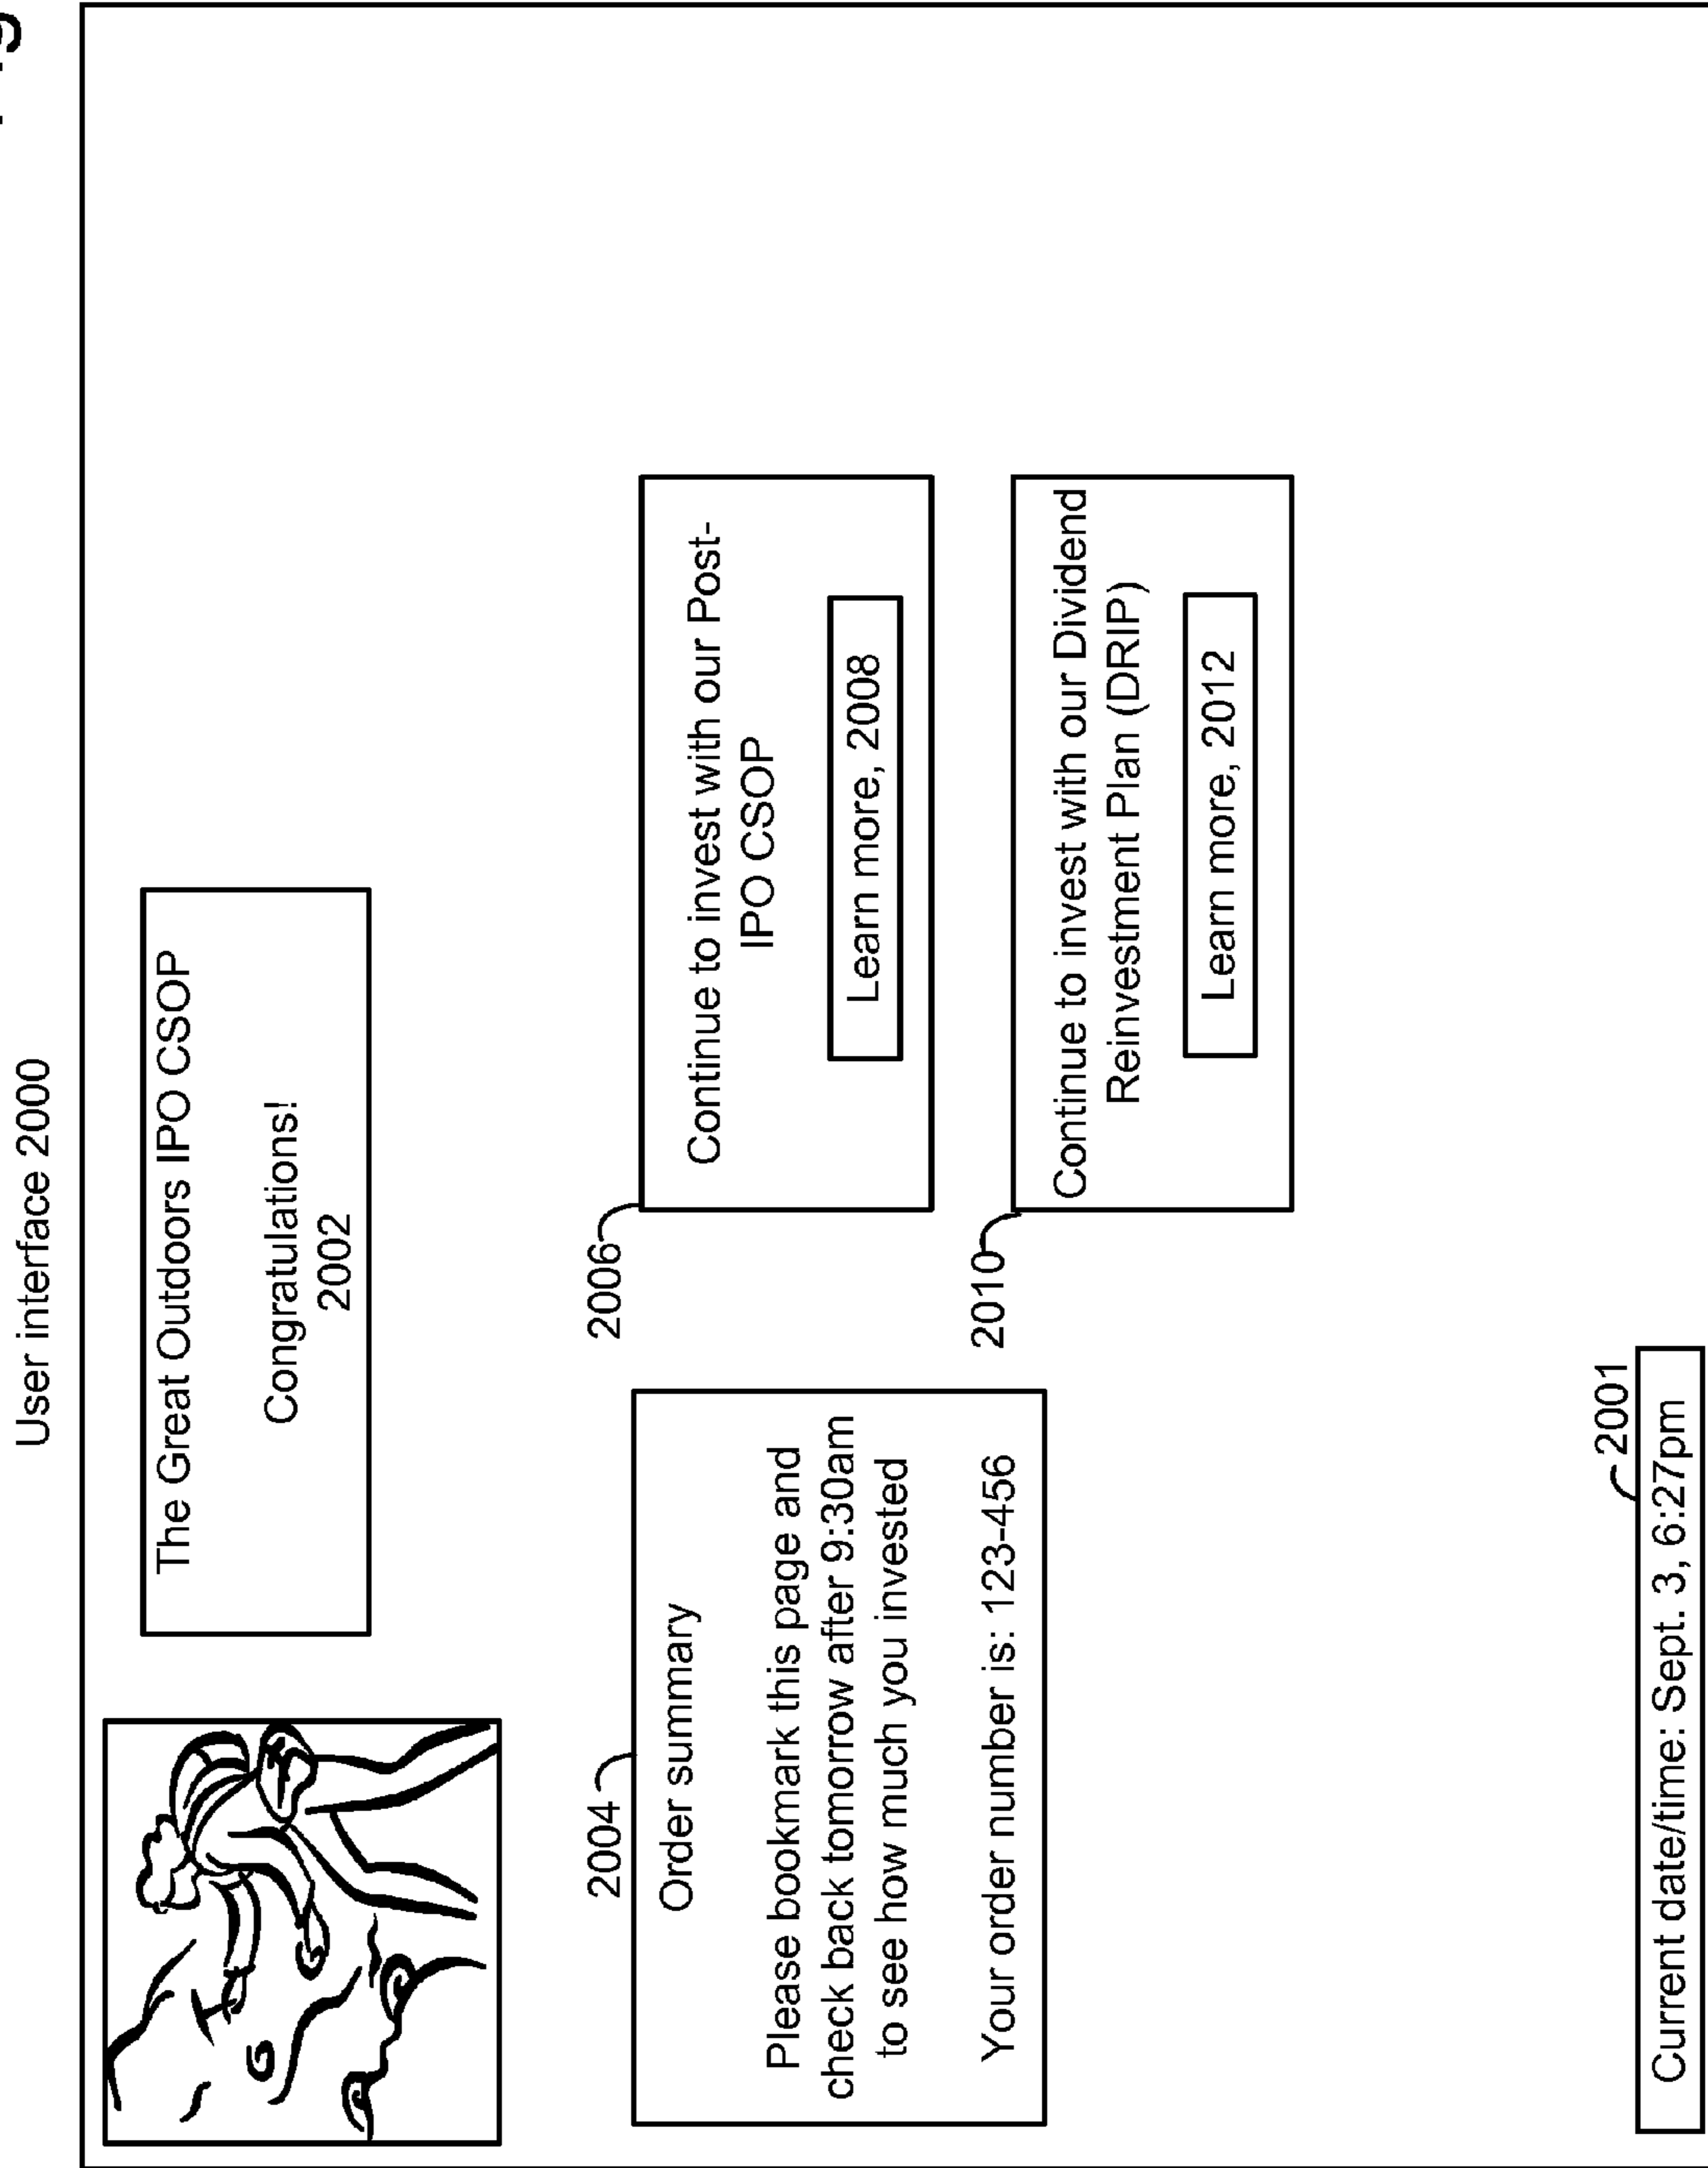 User interface 2000
The Great Outdoors IPO CSOP
Congratulations!
2002
2004
Order summary
Please bookmark this page and
check back tomorrow after 9:30am
to see how much you invested
Your order number is: 123-456
2006
Continue to invest with our Post-
IPO CSOP
Learn more, 2008
2010
Continue to invest with our Dividend
Reinvestment Plan (DRIP)
Learn more, 2012
2001
Current date/time: Sept. 3, 6:27pm